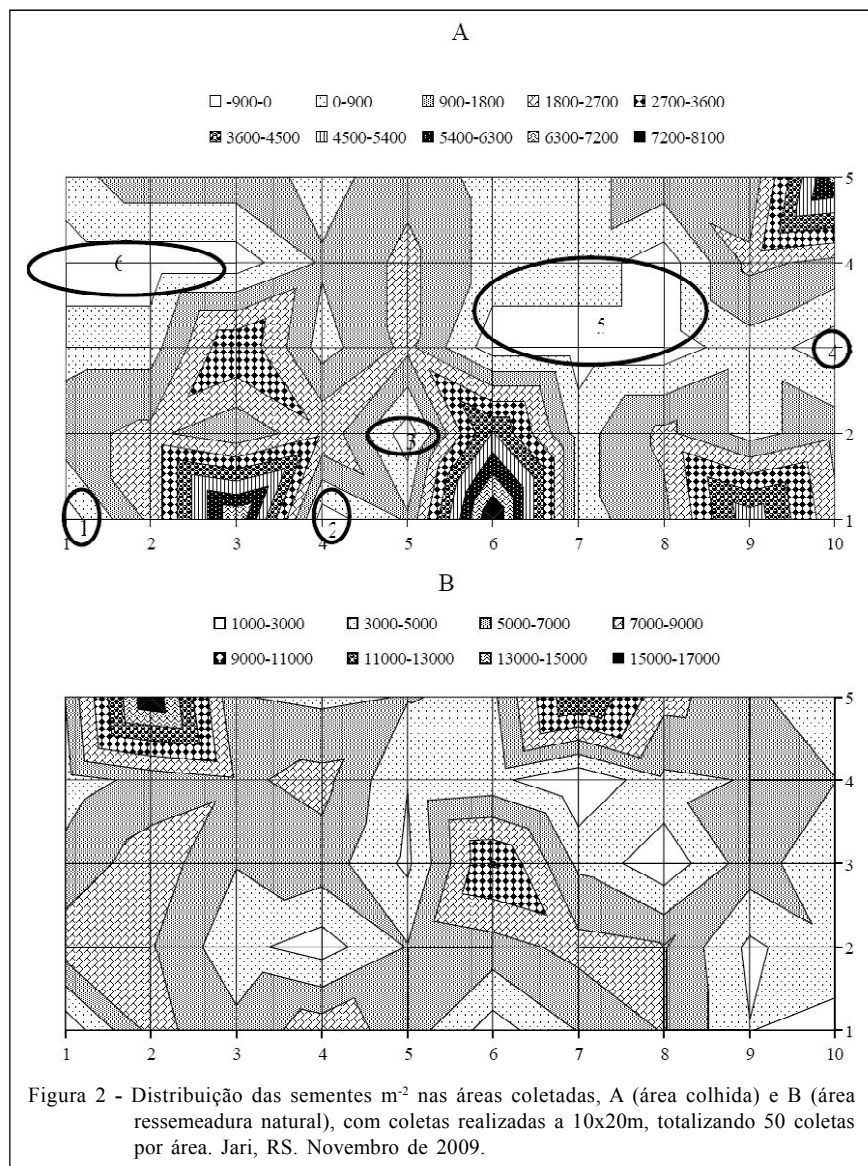 A
-900-0 0-900 900-1800 1800-2700 2700-3600
3600-4500 4500-5400 5400-6300 6300-7200 7200-8100
5
4
3
2
1
6
5
4
3
1
2
1 2 3 4 5 6 7 8 9 10
B
1000-3000 3000-5000 5000-7000 7000-9000
9000-11000 11000-13000 13000-15000 15000-17000
5
4
3
2
1
1 2 3 4 5 6 7 8 9 10
Figura 2 - Distribuição das sementes m-2 nas áreas coletadas, A (área colhida) e B (área
ressemeadura natural), com coletas realizadas a 10x20m, totalizando 50 coletas
por área. Jari, RS. Novembro de 2009.